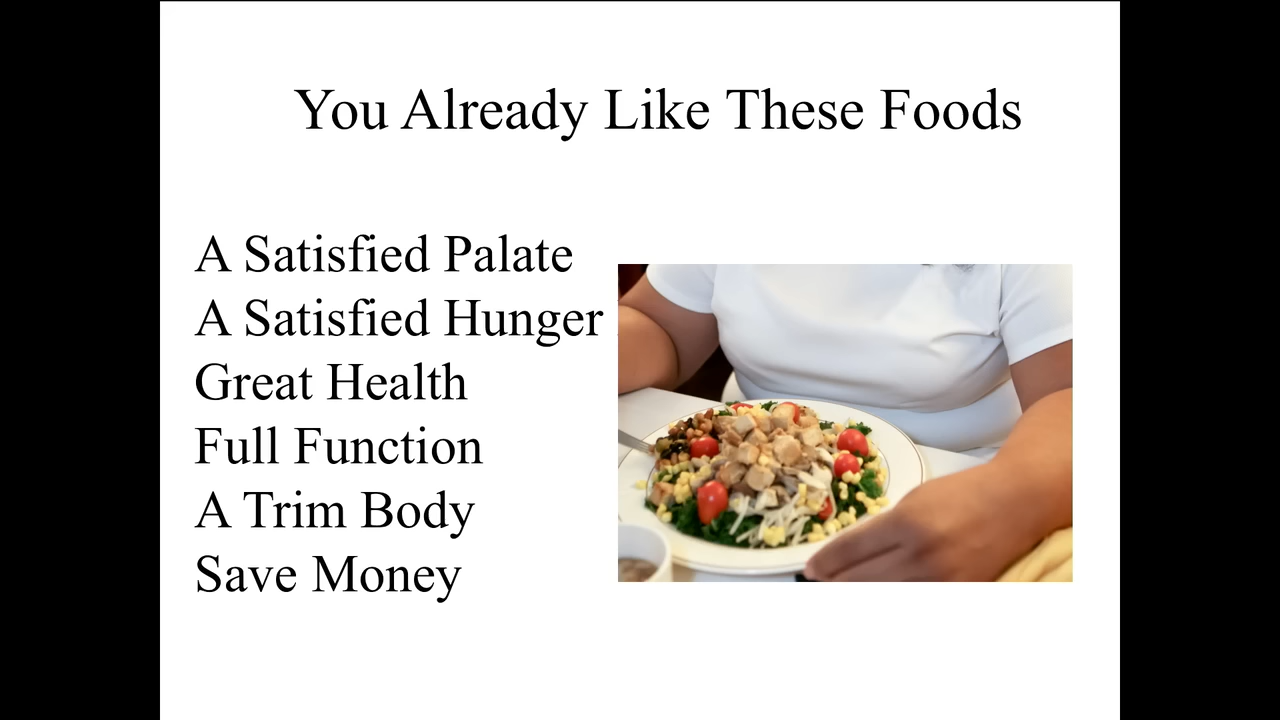 You Already Like These Foods
A Satisfied Palate
A Satisfied Hunger
Great Health
Full Function
A Trim Body
Save Money